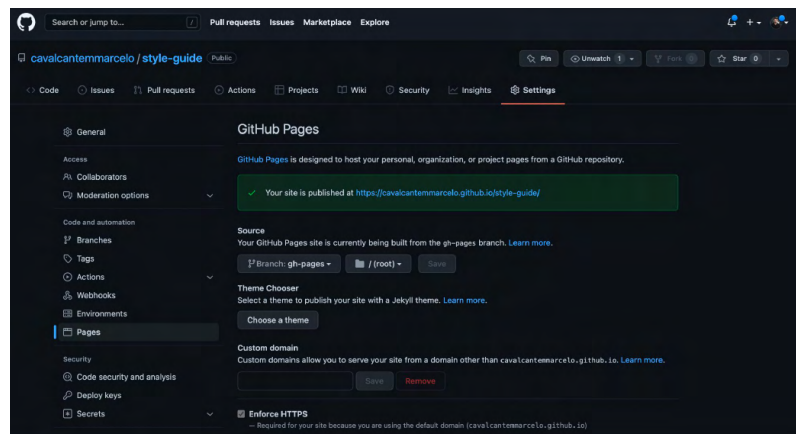 Search or jump to... / Pull requests Issues Marketplace Explore
cavalcantemmarcelo / style-guide Public
Pin Unwatch 1 Fork 0 Star 0
Code Issues Pull requests Actions Projects Wiki Security Insights Settings
General
Access
Collaborators
Moderation options
Code and automation
Branches
Tags
Actions
Webhooks
Environments
Pages
Security
Code security and analysis
Deploy keys
Secrets
GitHub Pages
GitHub Pages is designed to host your personal, organization, or project pages from a GitHub repository.
Your site is published at https://cavalcantemmarcelo.github.io/style-guide/
Source
Your GitHub Pages site is currently being built from the gh-pages branch. Learn more.
Branch: gh-pages / (root) Save
Theme Chooser
Select a theme to publish your site with a Jekyll theme. Learn more.
Choose a theme
Custom domain
Custom domains allow you to serve your site from a domain other than cavalcantemmarcelo.github.io. Learn more.
Save Remove
Enforce HTTPS
— Required for your site because you are using the default domain (cavalcantemmarcelo.github.io)